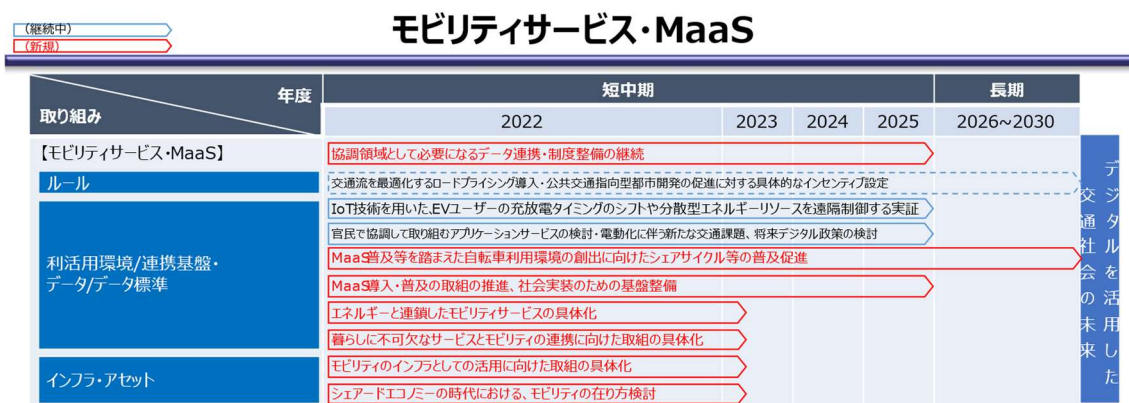 (継続中)
(新規)
モビリティサービス・MaaS
年度
取り組み
短中期
長期
2022
2023
2024
2025
2026~2030
【モビリティサービス・MaaS】
協調領域として必要になるデータ連携・制度整備の継続
ルール
交通流を最適化するロードプライシング導入・公共交通指向型都市開発の促進に対する具体的なインセンティブ設定
利活用環境/連携基盤・
データ/データ標準
IoT技術を用いた、EVユーザーの充放電タイミングのシフトや分散型エネルギーリソースを遠隔制御する実証
官民で協調して取り組むアプリケーションサービスの検討・電動化に伴う新たな交通課題、将来デジタル政策の検討
MaaS普及等を踏まえた自転車利用環境の創出に向けたシェアサイクル等の普及促進
MaaS導入・普及の取組の推進、社会実装のための基盤整備
エネルギーと連鎖したモビリティサービスの具体化
暮らしに不可欠なサービスとモビリティの連携に向けた取組の具体化
インフラ・アセット
モビリティのインフラとしての活用に向けた取組の具体化
シェアードエコノミーの時代における、モビリティの在り方検討
デジタルを活用した
交通社会の未来